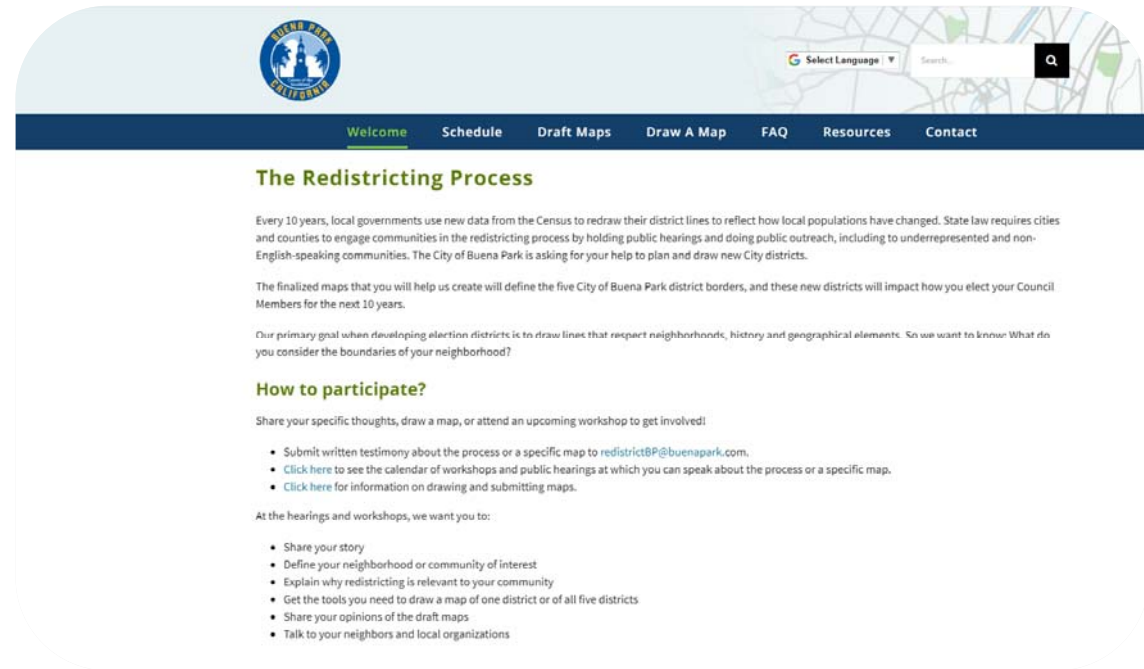 BUENA PARK
CALIFORNIA
Select Language ▼
Search...
Welcome Schedule Draft Maps Draw A Map FAQ Resources Contact
The Redistricting Process
Every 10 years, local governments use new data from the Census to redraw their district lines to reflect how local populations have changed. State law requires cities
and counties to engage communities in the redistricting process by holding public hearings and doing public outreach, including to underrepresented and non-
English-speaking communities. The City of Buena Park is asking for your help to plan and draw new City districts.
The finalized maps that you will help us create will define the five City of Buena Park district borders, and these new districts will impact how you elect your Council
Members for the next 10 years.
Our primary goal when developing election districts is to draw lines that respect neighborhoods, history and geographical elements. So we want to know: What do
you consider the boundaries of your neighborhood?
How to participate?
Share your specific thoughts, draw a map, or attend an upcoming workshop to get involved!
• Submit written testimony about the process or a specific map to redistrictBP@buenapark.com.
• Click here to see the calendar of workshops and public hearings at which you can speak about the process or a specific map.
• Click here for information on drawing and submitting maps.
At the hearings and workshops, we want you to:
• Share your story
• Define your neighborhood or community of interest
• Explain why redistricting is relevant to your community
• Get the tools you need to draw a map of one district or of all five districts
• Share your opinions of the draft maps
• Talk to your neighbors and local organizations